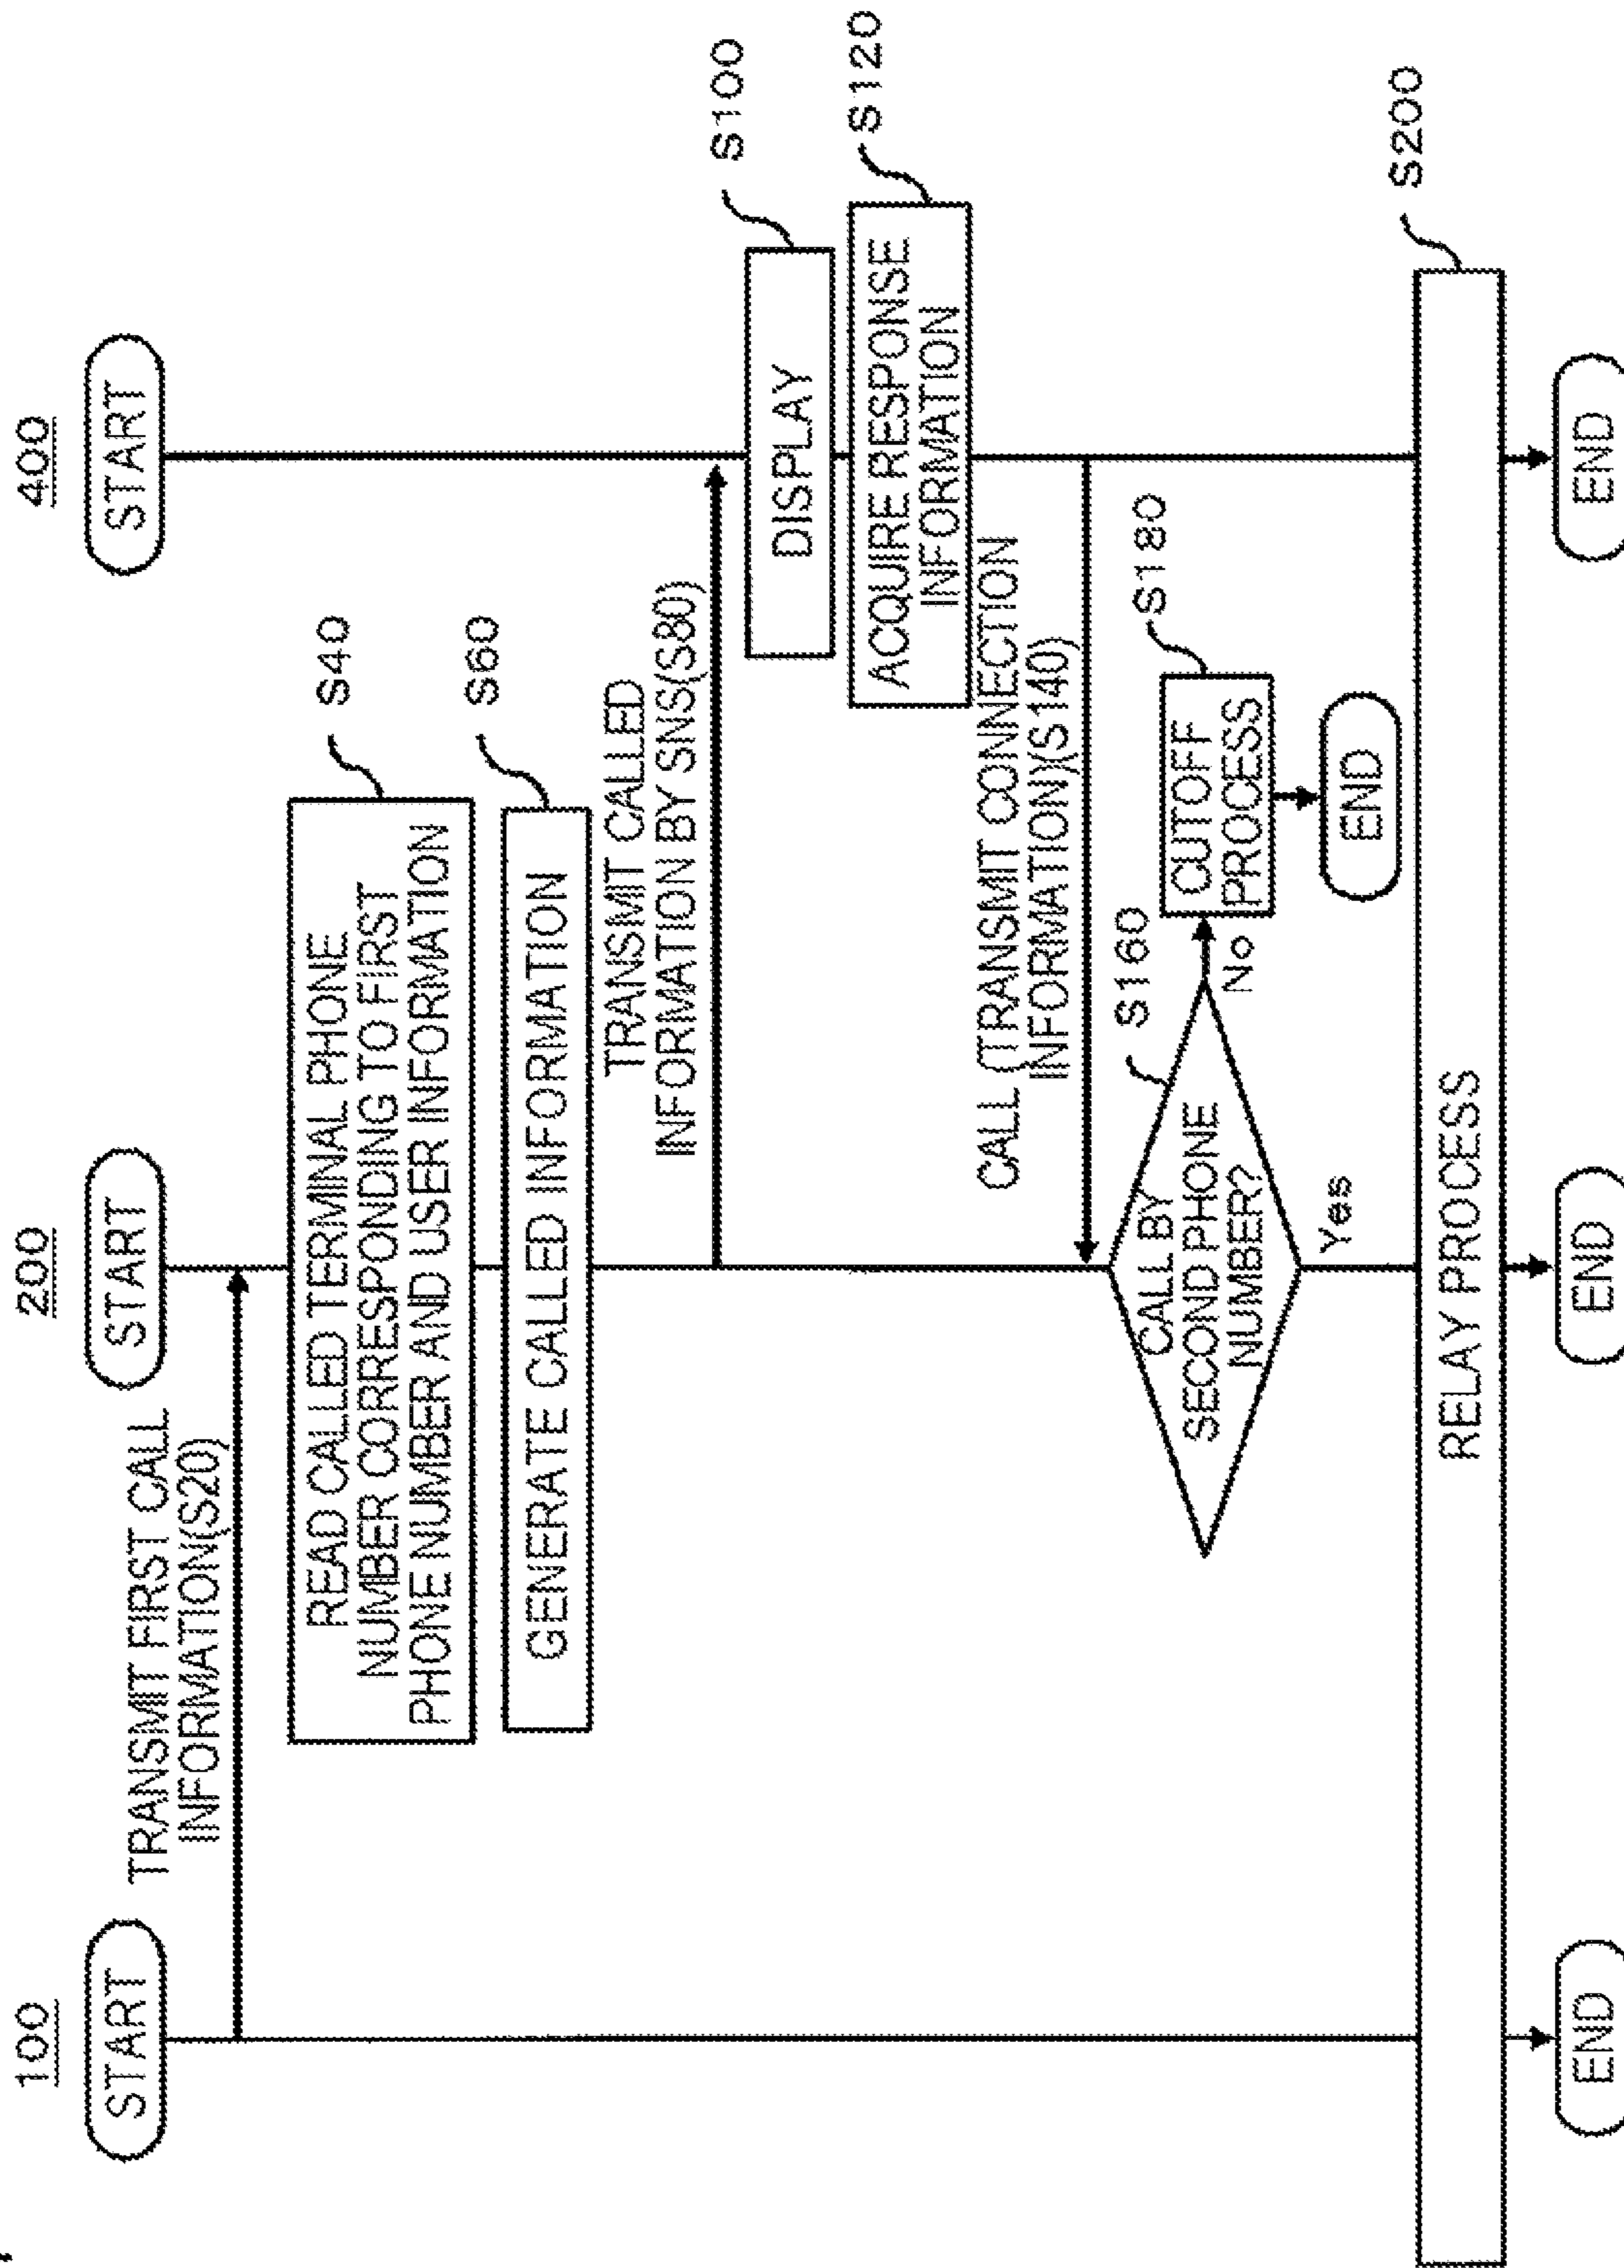 100
200
400
START
START
START
TRANSMIT FIRST CALL
INFORMATION(S20)
READ CALLED TERMINAL PHONE
NUMBER CORRESPONDING TO FIRST
PHONE NUMBER AND USER INFORMATION
S40
GENERATE CALLED INFORMATION
S60
TRANSMIT CALLED
INFORMATION BY SNS(S80)
DISPLAY
S100
ACQUIRE RESPONSE
INFORMATION
S120
CALL (TRANSMIT CONNECTION
INFORMATION)(S140)
CALL BY
SECOND PHONE
NUMBER?
S160
No
CUTOFF
PROCESS
S180
END
Yes
RELAY PROCESS
S200
END
END
END